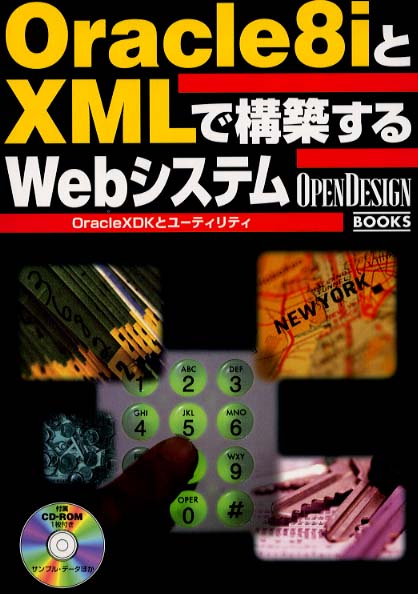 Oracle8iと
XMLで構築する
Webシステム
OPENDESIGN
BOOKS
OracleXDKとユーティリティ
NEW YORK
1
ABC
2
DEF
3
GHI
4
JKL
5
MNO
6
WXY
9
OPER
0
#
付属
CD-ROM
1枚付き
サンプル・データほか